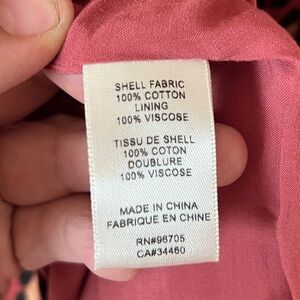 SHELL FABRIC
100% COTTON
LINING
100% VISCOSE
TISSU DE SHELL
100% COTON
DOUBLURE
100% VISCOSE
MADE IN CHINA
FABRIQUE EN CHINE
RN#96705
CA#34460